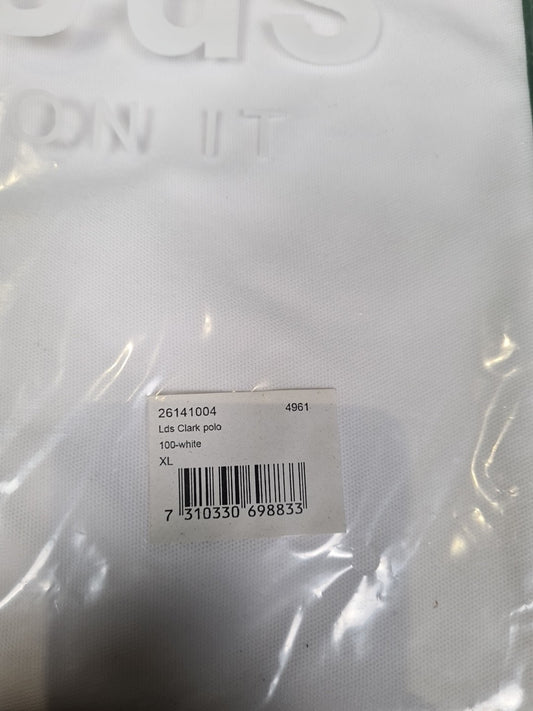 ON IT
26141004 4961
Lds Clark polo
100-white
XL
7 310330 698833